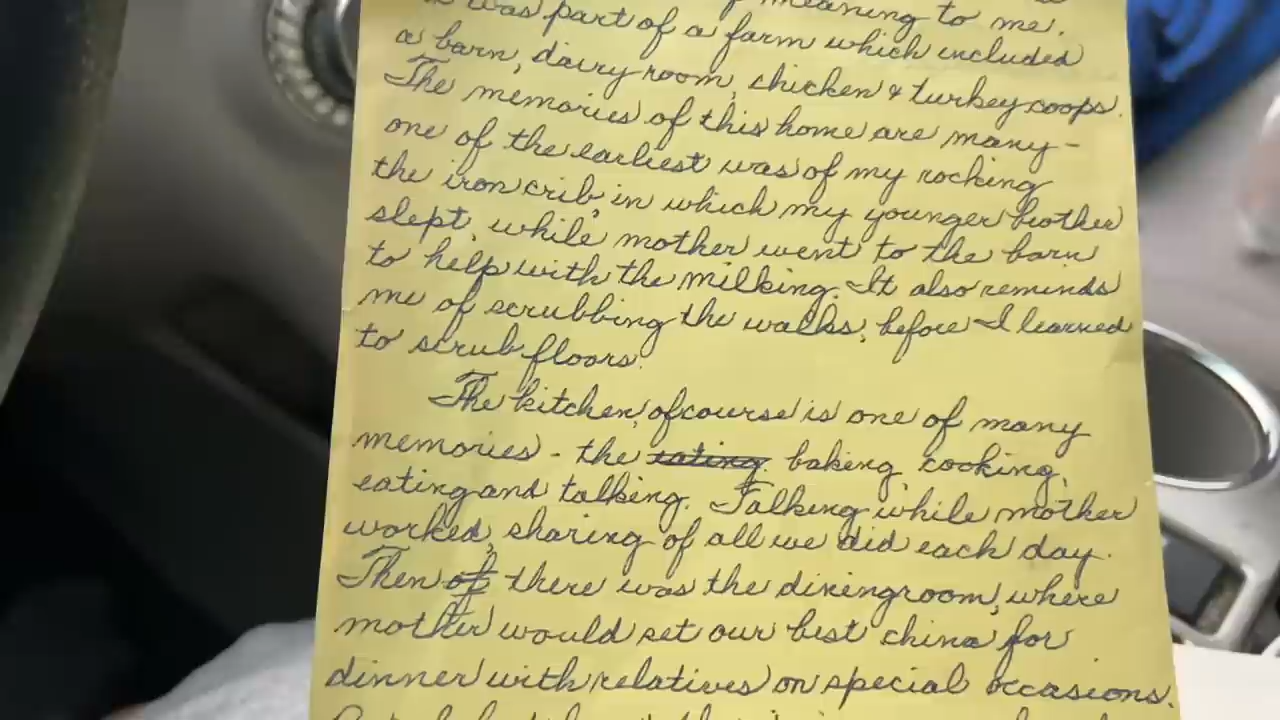 meaning to me.
was part of a farm which included
a barn, dairy room, chicken & turkey coops.
The memories of this home are many -
one of the earliest was of my rocking
the iron crib, in which my younger brother
slept, while mother went to the barn
to help with the milking. It also reminds
me of scrubbing the walks, before I learned
to scrub floors.
The kitchen, ofcourse is one of many
memories - the eating baking, cooking,
eating and talking. Talking while mother
worked, sharing of all we did each day.
Then of there was the diningroom, where
mother would set our best china for
dinner with relatives on special occasions.